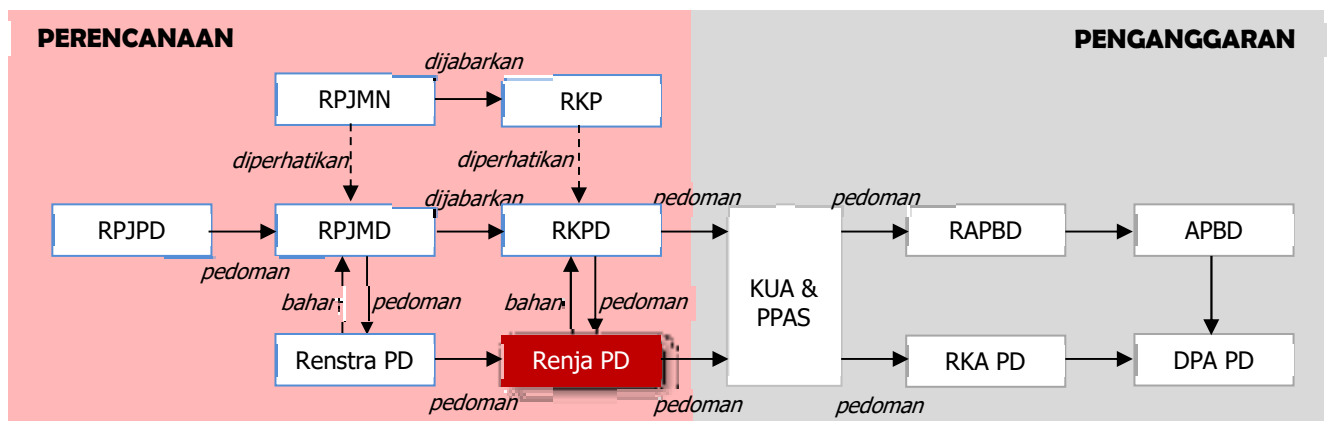 PERENCANAAN
PENGANGGARAN
dijabarkan
RPJMN
RKP
diperhatikan
diperhatikan
dijabarkan
pedoman
pedoman
RPJPD
RPJMD
RKPD
RAPBD
APBD
pedoman
bahan
pedoman
bahan
pedoman
KUA &
PPAS
Renstra PD
Renja PD
RKA PD
DPA PD
pedoman
pedoman
pedoman